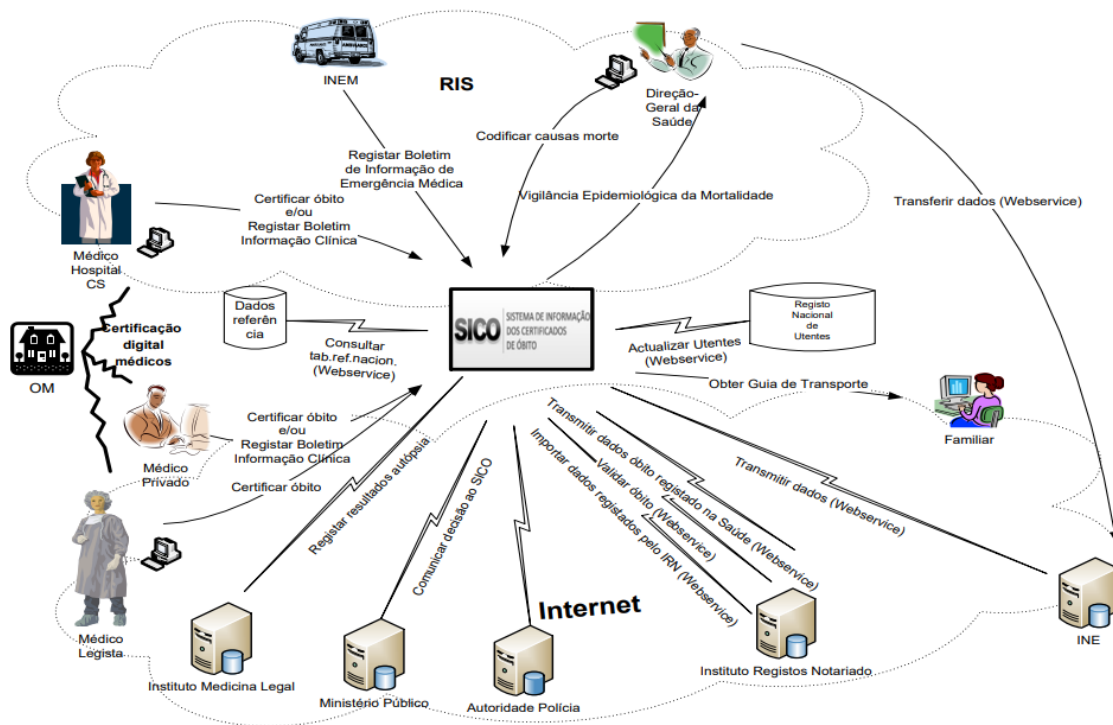 INEM
RIS
Direção-
Geral da
Saúde
Codificar causas morte
Registar Boletim
de Informação de
Emergência Médica
Vigilância Epidemiológica da Mortalidade
Transferir dados (Webservice)
Certificar óbito
e/ou
Registar Boletim
Informação Clínica
Médico
Hospital
CS
Dados
referên
cia
SICO
SISTEMA DE INFORMAÇÃO
DOS CERTIFICADOS
DE ÓBITO
Registo
Nacional
de
Utentes
Certificação
digital
médicos
OM
Consultar
tab.ref.nacion.
(Webservice)
Actualizar Utentes
(Webservice)
Obter Guia de Transporte
Familiar
Médico
Privado
Certificar óbito
e/ou
Registar Boletim
Informação Clínica
Certificar óbito
Registar resultados autópsia
Comunicar decisão ao SICO
Transmitir dados óbito registado na Saúde (Webservice)
Validar óbito (Webservice)
Importar dados registados pelo IRN (Webservice)
Transmitir dados (Webservice)
Internet
Médico
Legista
Instituto Medicina Legal
Ministério Público
Autoridade Polícia
Instituto Registos Notariado
INE